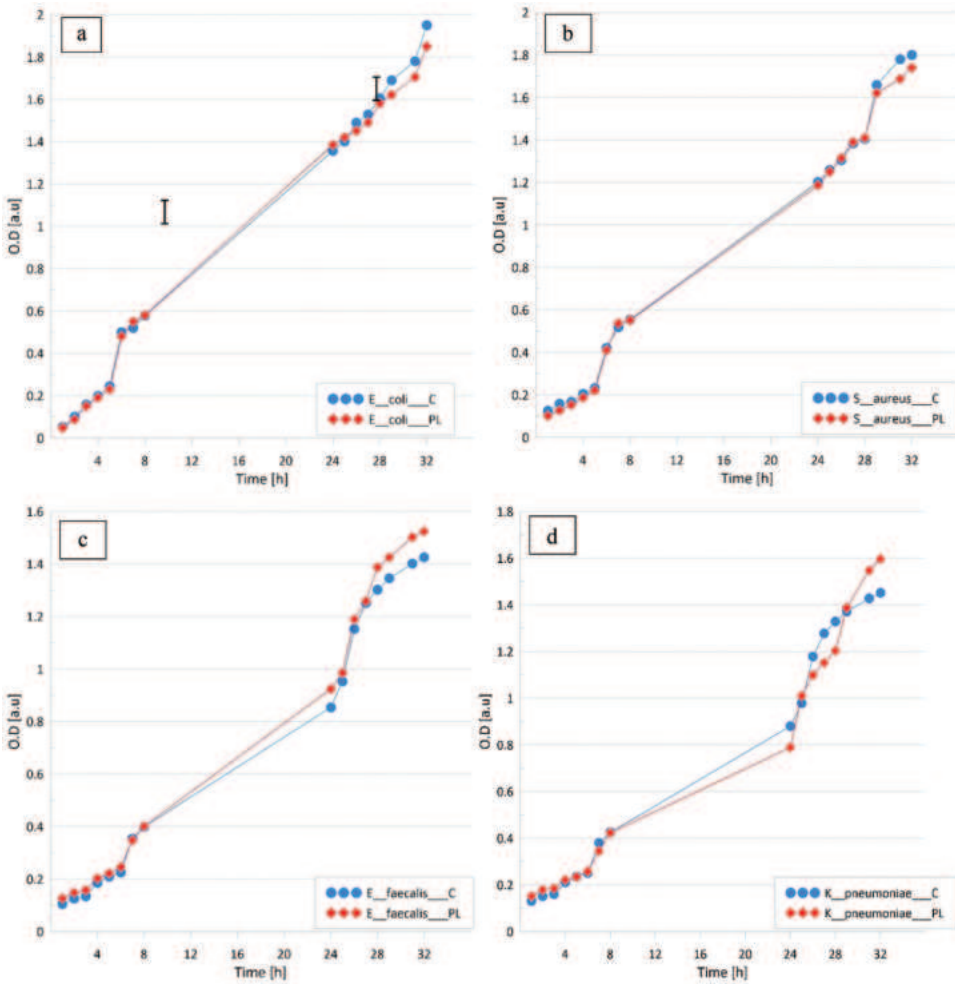 a
2
1.8
1.6
1.4
1.2
1
0.8
0.6
0.4
0.2
0
O.D [a.u]
4 8 12 16 20 24 28 32
Time [h]
E__coli___C
E__coli___PL
b
2
1.8
1.6
1.4
1.2
1
0.8
0.6
0.4
0.2
0
O.D [a.u]
4 8 12 16 20 24 28 32
Time [h]
S__aureus___C
S__aureus___PL
c
1.6
1.4
1.2
1
0.8
0.6
0.4
0.2
0
O.D [a.u]
4 8 12 16 20 24 28 32
Time [h]
E__faecalis___C
E__faecalis___PL
d
1.8
1.6
1.4
1.2
1
0.8
0.6
0.4
0.2
0
O.D [a.u]
4 8 12 16 20 24 28 32
Time [h]
K__pneumoniae___C
K__pneumoniae___PL